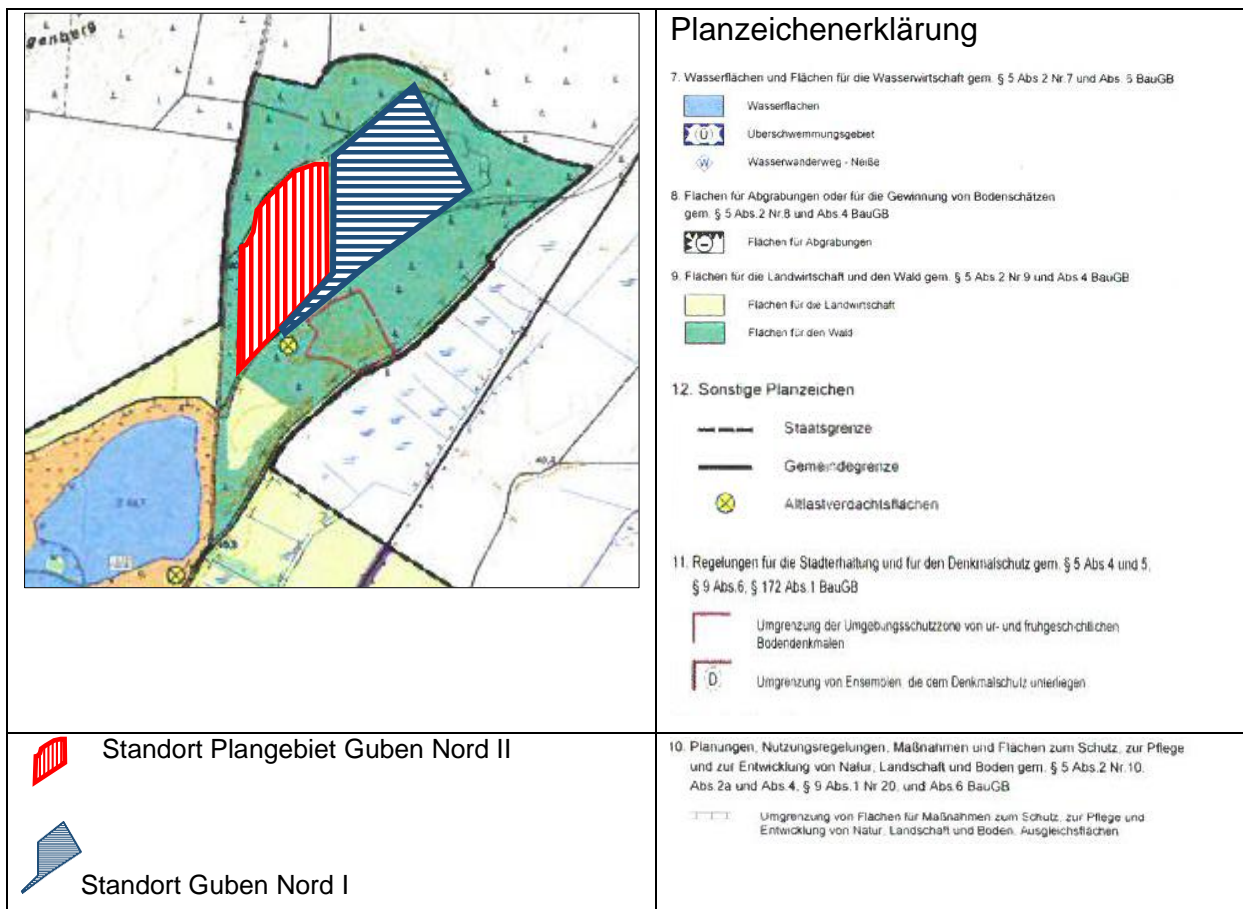 genberg
40,3
Planzeichenerklärung
7. Wasserflächen und Flächen für die Wasserwirtschaft gem. § 5 Abs 2 Nr.7 und Abs. 6 BauGB
Wasserflächen
Ü
Überschwemmungsgebiet
W
Wasserwanderweg - Neiße
8. Flachen für Abgrabungen oder für die Gewinnung von Bodenschätzen
gem. § 5 Abs.2 Nr.8 und Abs.4 BauGB
Flächen für Abgrabungen
9. Flächen für die Landwirtschaft und den Wald gem. § 5 Abs 2 Nr 9 und Abs 4 BauGB
Flächen für die Landwirtschaft
Flächen für den Wald
12. Sonstige Planzeichen
Staatsgrenze
Gemeindegrenze
Altlastverdachtsflächen
11. Regelungen für die Stadterhaltung und für den Denkmalschutz gem. § 5 Abs 4 und 5,
§ 9 Abs.6, § 172 Abs.1 BauGB
Umgrenzung der Umgebungsschutzzone von ur- und fruhgeschichtlichen
Bodendenkmalen
D
Umgrenzung von Ensemblen, die dem Denkmalschutz unterliegen
Standort Plangebiet Guben Nord II
Standort Guben Nord I
10. Planungen, Nutzungsregelungen, Maßnahmen und Flächen zum Schutz, zur Pflege
und zur Entwicklung von Natur, Landschaft und Boden gem. § 5 Abs.2 Nr.10,
Abs.2a und Abs.4, § 9 Abs.1 Nr 20, und Abs.6 BauGB
Umgrenzung von Flächen für Maßnahmen zum Schutz, zur Pflege und
Entwicklung von Natur, Landschaft und Boden, Ausgleichsflächen